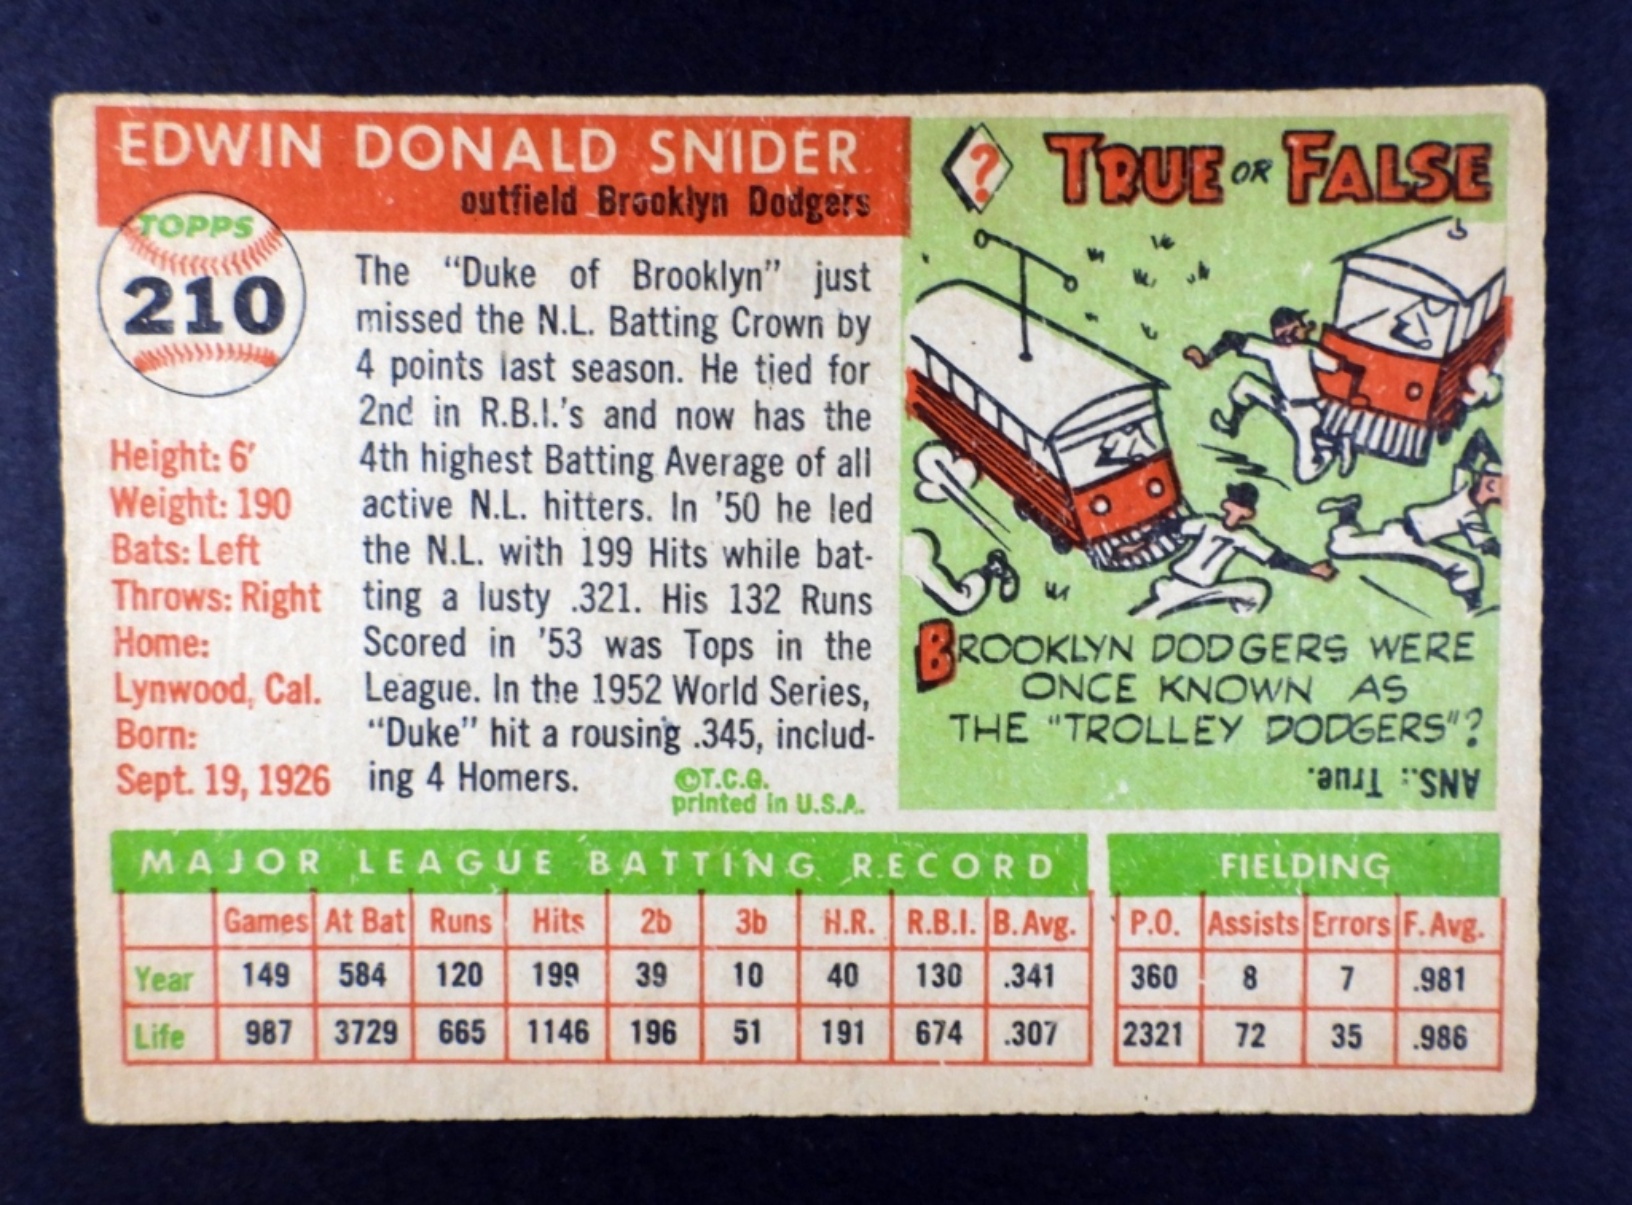 EDWIN DONALD SNIDER
outfield Brooklyn Dodgers
TOPPS
210
Height: 6′
Weight: 190
Bats: Left
Throws: Right
Home:
Lynwood, Cal.
Born:
Sept. 19, 1926
The “Duke of Brooklyn” just
missed the N.L. Batting Crown by
4 points last season. He tied for
2nd in R.B.I.'s and now has the
4th highest Batting Average of all
active N.L. hitters. In '50 he led
the N.L. with 199 Hits while bat-
ting a lusty .321. His 132 Runs
Scored in '53 was Tops in the
League. In the 1952 World Series,
“Duke” hit a rousing .345, includ-
ing 4 Homers.
©T.C.G.
printed in U.S.A.
? TRUE OR FALSE
BROOKLYN DODGERS WERE
ONCE KNOWN AS
THE "TROLLEY DODGERS"?
ANS.: True.
MAJOR LEAGUE BATTING RECORD
Games At Bat Runs Hits 2b 3b H.R. R.B.I. B. Avg.
Year 149 584 120 199 39 10 40 130 .341
Life 987 3729 665 1146 196 51 191 674 .307
FIELDING
P.O. Assists Errors F. Avg.
360 8 7 .981
2321 72 35 .986